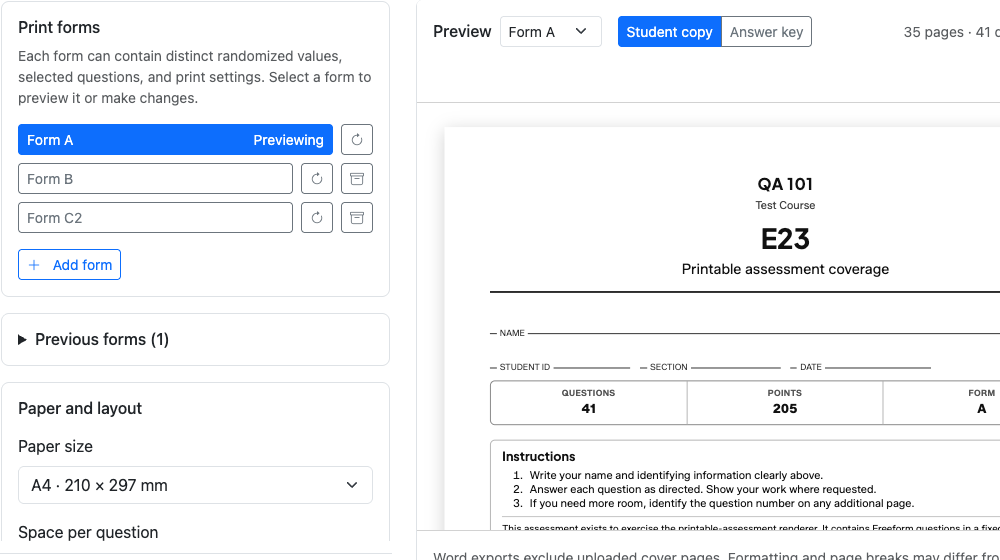 Print forms
Each form can contain distinct randomized values,
selected questions, and print settings. Select a form to
preview it or make changes.
Form A Previewing
Form B
Form C2
+ Add form
Previous forms (1)
Paper and layout
Paper size
A4 · 210 × 297 mm
Space per question
Preview Form A Student copy Answer key 35 pages · 41
QA 101
Test Course
E23
Printable assessment coverage
NAME
STUDENT ID SECTION DATE
QUESTIONS POINTS FORM
41 205 A
Instructions
1. Write your name and identifying information clearly above.
2. Answer each question as directed. Show your work where requested.
3. If you need more room, identify the question number on any additional page.
This assessment exists to exercise the printable-assessment renderer. It contains Freeform questions in a fixed
Word exports exclude uploaded cover pages. Formatting and page breaks may differ from